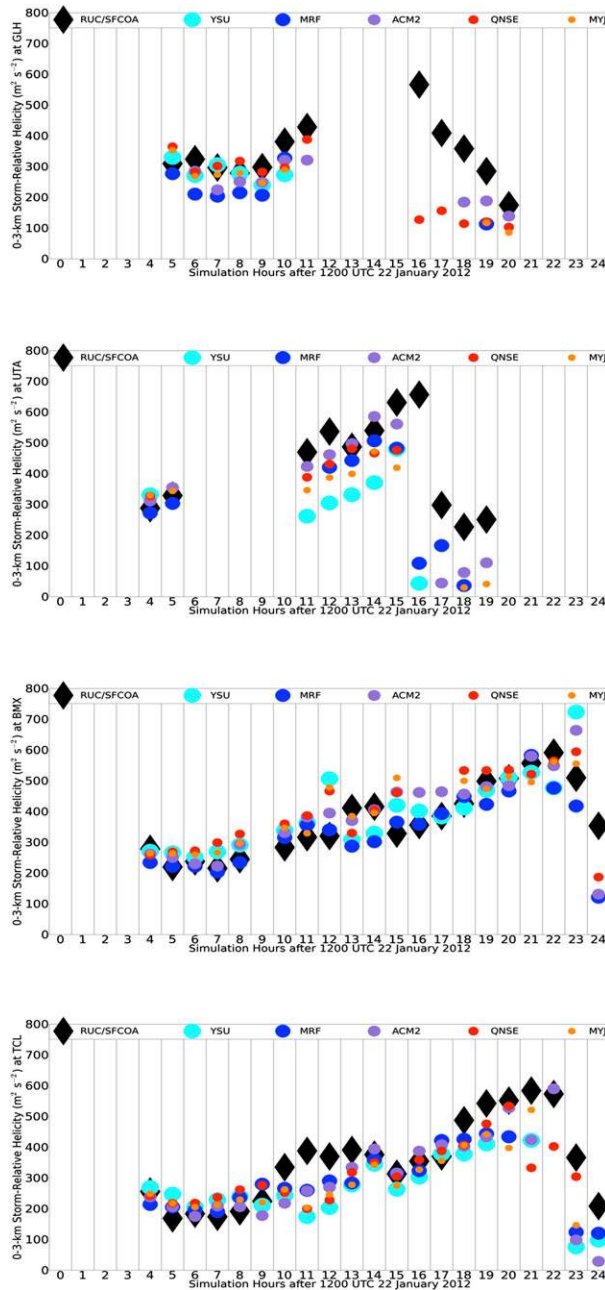 800
RUC/SFCOA YSU MRF ACM2 QNSE MYJ
700
600
500
400
300
200
100
0
0-3-km Storm-Relative Helicity (m² s⁻²) at GLH
0 1 2 3 4 5 6 7 8 9 10 11 12 13 14 15 16 17 18 19 20 21 22 23 24
Simulation Hours after 1200 UTC 22 January 2012
800
RUC/SFCOA YSU MRF ACM2 QNSE MYJ
700
600
500
400
300
200
100
0
0-3-km Storm-Relative Helicity (m² s⁻²) at UTA
0 1 2 3 4 5 6 7 8 9 10 11 12 13 14 15 16 17 18 19 20 21 22 23 24
Simulation Hours after 1200 UTC 22 January 2012
800
RUC/SFCOA YSU MRF ACM2 QNSE MYJ
700
600
500
400
300
200
100
0
0-3-km Storm-Relative Helicity (m² s⁻²) at BMX
0 1 2 3 4 5 6 7 8 9 10 11 12 13 14 15 16 17 18 19 20 21 22 23 24
Simulation Hours after 1200 UTC 22 January 2012
800
RUC/SFCOA YSU MRF ACM2 QNSE MYJ
700
600
500
400
300
200
100
0
0-3-km Storm-Relative Helicity (m² s⁻²) at TCL
0 1 2 3 4 5 6 7 8 9 10 11 12 13 14 15 16 17 18 19 20 21 22 23 24
Simulation Hours after 1200 UTC 22 January 2012